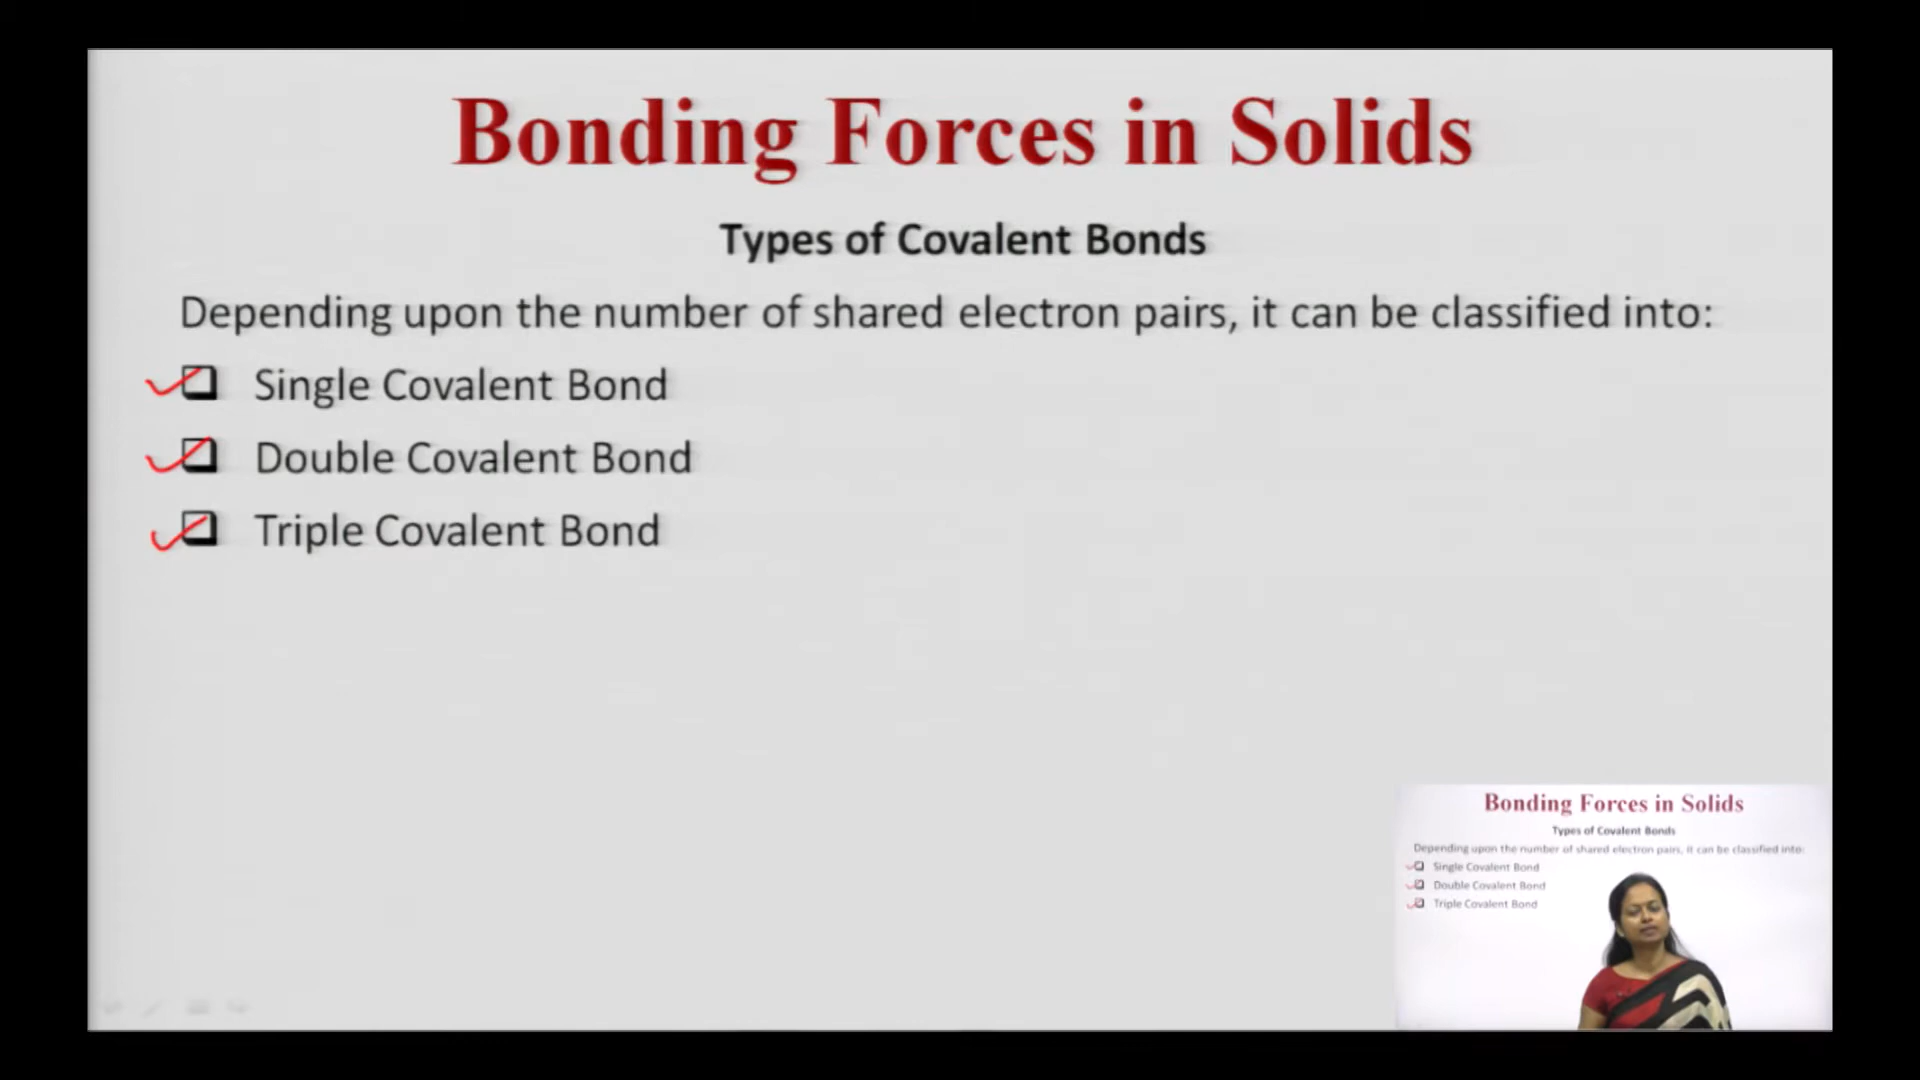 Bonding Forces in Solids
Types of Covalent Bonds
Depending upon the number of shared electron pairs, it can be classified into:
Single Covalent Bond
Double Covalent Bond
Triple Covalent Bond
Bonding Forces in Solids
Types of Covalent Bonds
Depending upon the number of shared electron pairs, it can be classified into:
Single Covalent Bond
Double Covalent Bond
Triple Covalent Bond